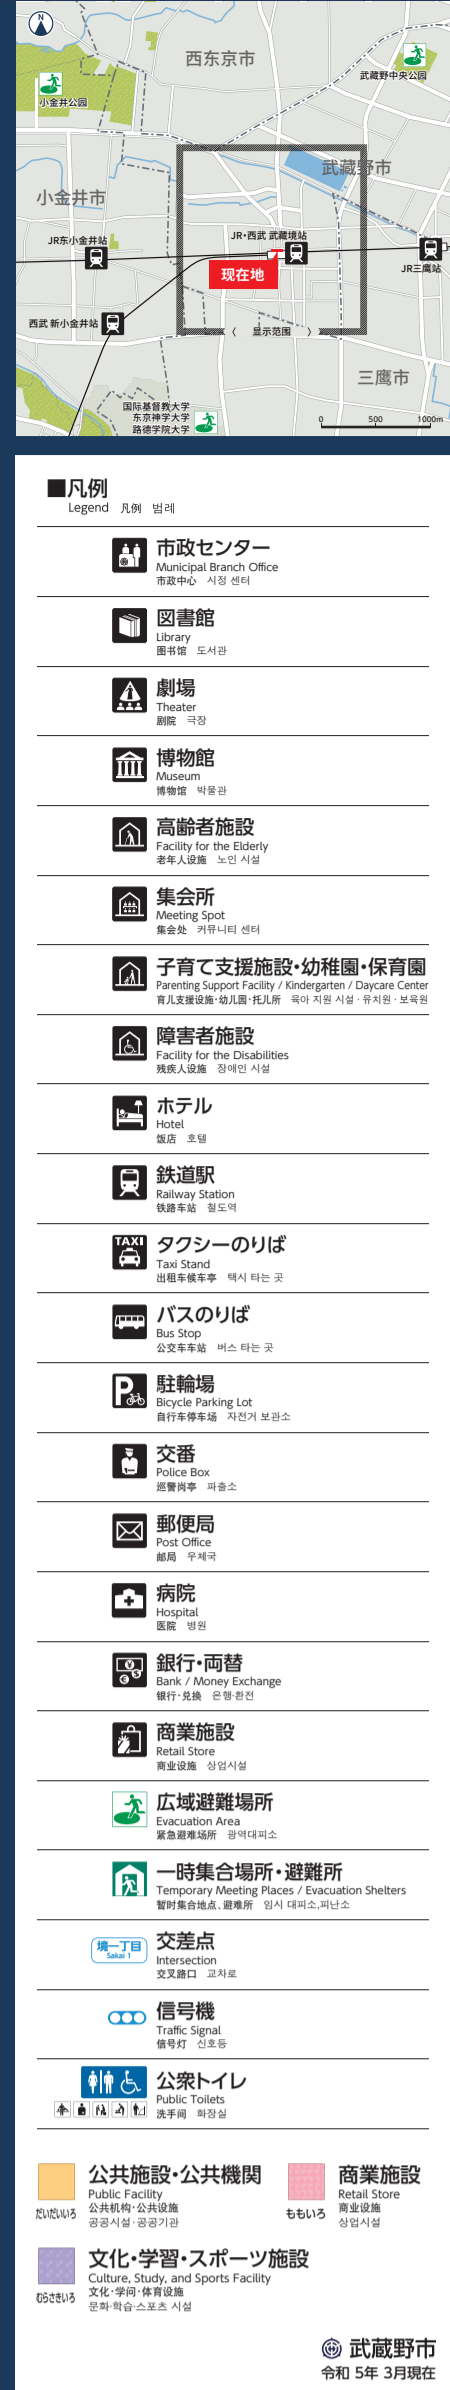 N
西东京市
武藏野中央公园
小金井公园
武藏野市
小金井市
JR·西武 武藏境站
JR东小金井站
现在地
JR三鹰站
西武 新小金井站
〈 显示范围 〉
三鹰市
国际基督教大学
东京神学大学
路德学院大学
0 500 1000m
■凡例
Legend 凡例 범례
市政センター
Municipal Branch Office
市政中心 시정 센터
図書館
Library
图书馆 도서관
劇場
Theater
剧院 극장
博物館
Museum
博物馆 박물관
高齢者施設
Facility for the Elderly
老年人设施 노인 시설
集会所
Meeting Spot
集会处 커뮤니티 센터
子育て支援施設・幼稚園・保育園
Parenting Support Facility / Kindergarten / Daycare Center
育儿支援设施·幼儿园·托儿所 육아 지원 시설 · 유치원 · 보육원
障害者施設
Facility for the Disabilities
残疾人设施 장애인 시설
ホテル
Hotel
饭店 호텔
鉄道駅
Railway Station
铁路车站 철도역
TAXI
タクシーのりば
Taxi Stand
出租车候车亭 택시 타는 곳
バスのりば
Bus Stop
公交车车站 버스 타는 곳
P
駐輪場
Bicycle Parking Lot
自行车停车场 자전거 보관소
交番
Police Box
巡警岗亭 파출소
郵便局
Post Office
邮局 우체국
病院
Hospital
医院 병원
銀行・両替
Bank / Money Exchange
银行·兑换 은행·환전
商業施設
Retail Store
商业设施 상업시설
広域避難場所
Evacuation Area
紧急避难场所 광역대피소
一時集合場所・避難所
Temporary Meeting Places / Evacuation Shelters
暂时集合地点、避难所 임시 대피소,피난소
境一丁目
Sakai 1
交差点
Intersection
交叉路口 교차로
信号機
Traffic Signal
信号灯 신호등
公衆トイレ
Public Toilets
洗手间 화장실
公共施設・公共機関
Public Facility
公共机构·公共设施
공공시설 · 공공기관
だいだいいろ
商業施設
Retail Store
商业设施
상업시설
ももいろ
文化・学習・スポーツ施設
Culture, Study, and Sports Facility
文化·学问·体育设施
문화·학습·스포츠 시설
むらさきいろ
武蔵野市
令和 5年 3月現在